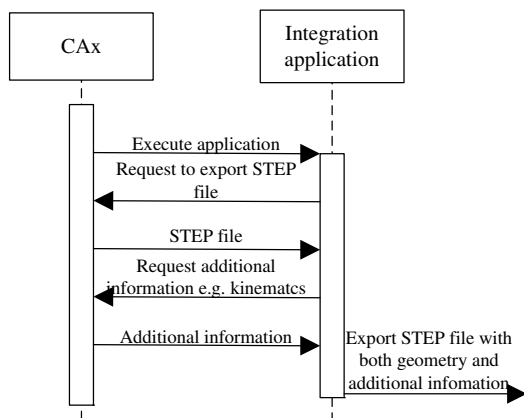 CAx
Integration
application
Execute application
Request to export STEP
file
STEP file
Request additional
information e.g. kinematcs
Additional information
Export STEP file with
both geometry and
additional infomation